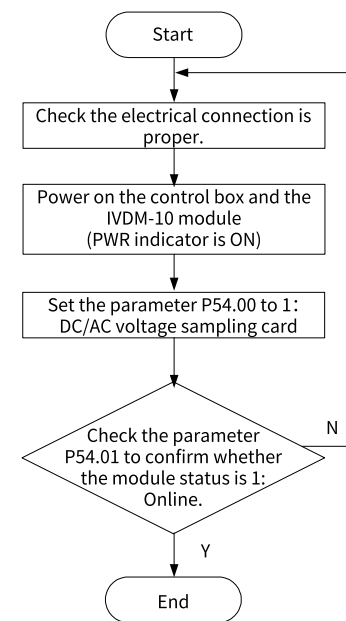 Start
Check the electrical connection is
proper.
Power on the control box and the
IVDM-10 module
(PWR indicator is ON)
Set the parameter P54.00 to 1:
DC/AC voltage sampling card
Check the parameter
P54.01 to confirm whether
the module status is 1:
Online.
N
Y
End